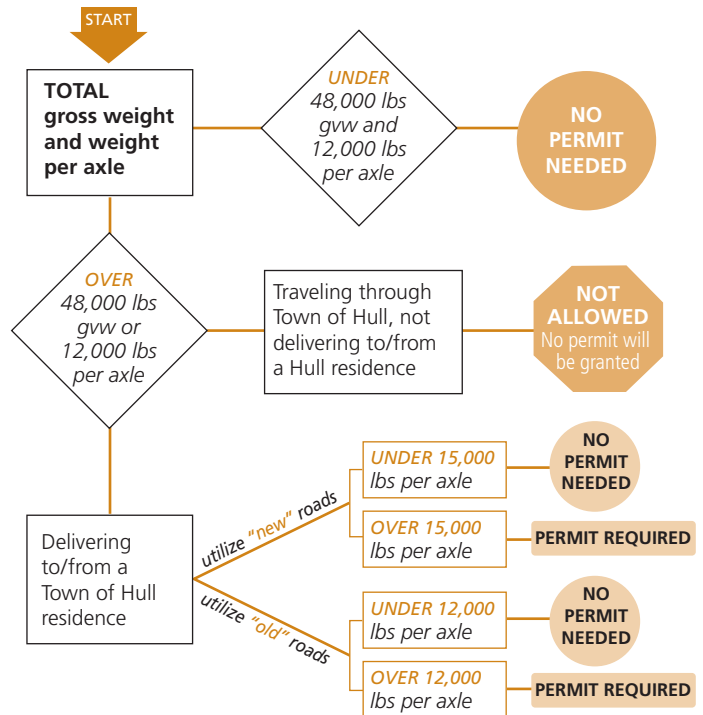 START
TOTAL
gross weight
and weight
per axle
UNDER
48,000 lbs
gvw and
12,000 lbs
per axle
NO
PERMIT
NEEDED
OVER
48,000 lbs
gvw or
12,000 lbs
per axle
Traveling through
Town of Hull, not
delivering to/from
a Hull residence
NOT
ALLOWED
No permit will
be granted
Delivering
to/from a
Town of Hull
residence
utilize "new" roads
UNDER 15,000
lbs per axle
NO
PERMIT
NEEDED
OVER 15,000
lbs per axle
PERMIT REQUIRED
utilize "old" roads
UNDER 12,000
lbs per axle
NO
PERMIT
NEEDED
OVER 12,000
lbs per axle
PERMIT REQUIRED